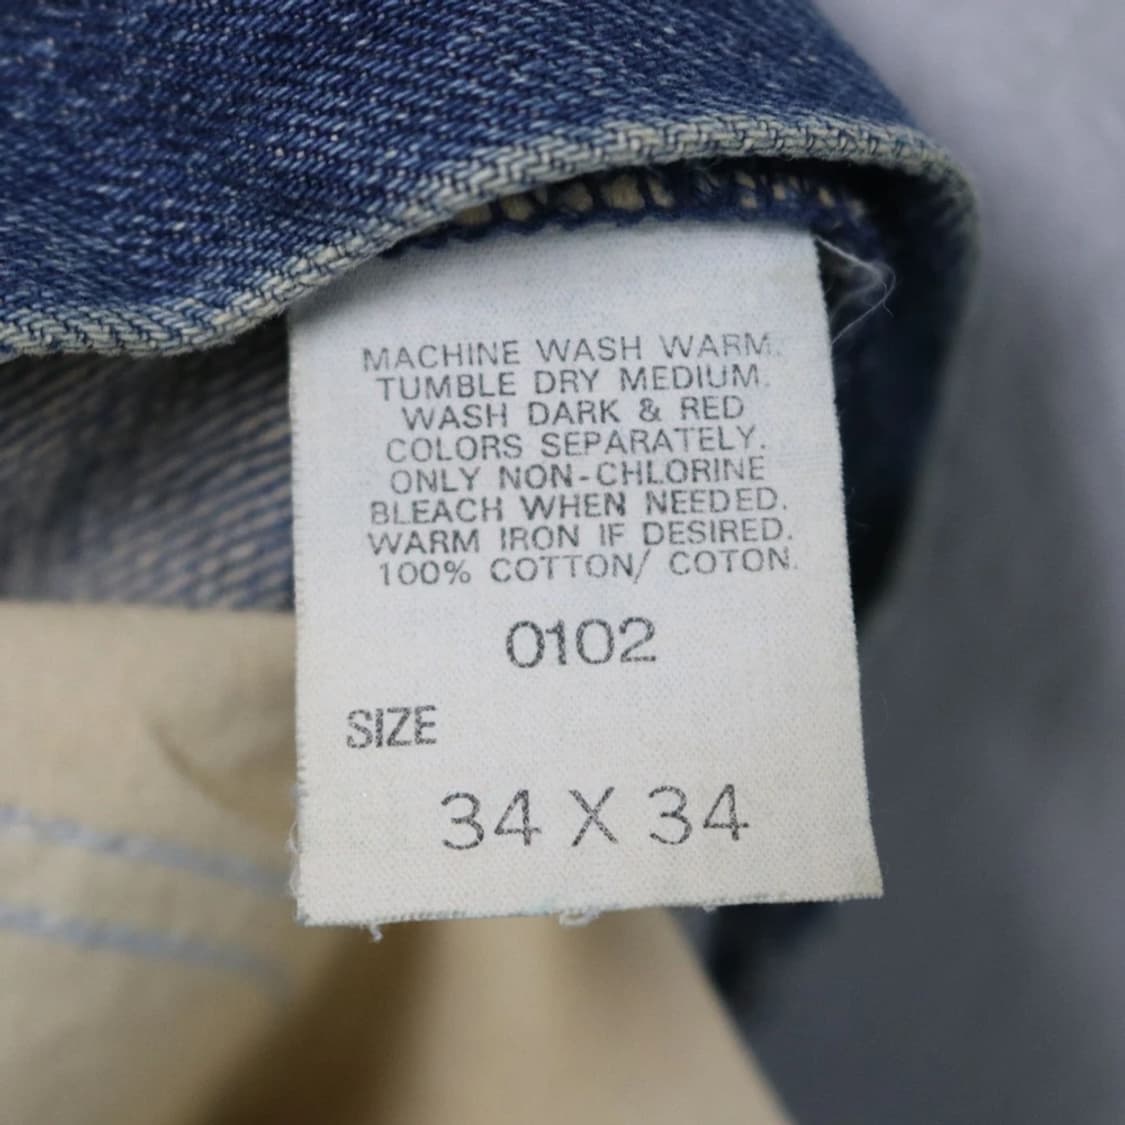 MACHINE WASH WARM.
TUMBLE DRY MEDIUM.
WASH DARK & RED
COLORS SEPARATELY.
ONLY NON-CHLORINE
BLEACH WHEN NEEDED.
WARM IRON IF DESIRED.
100% COTTON/ COTON.
0102
SIZE
34 X 34